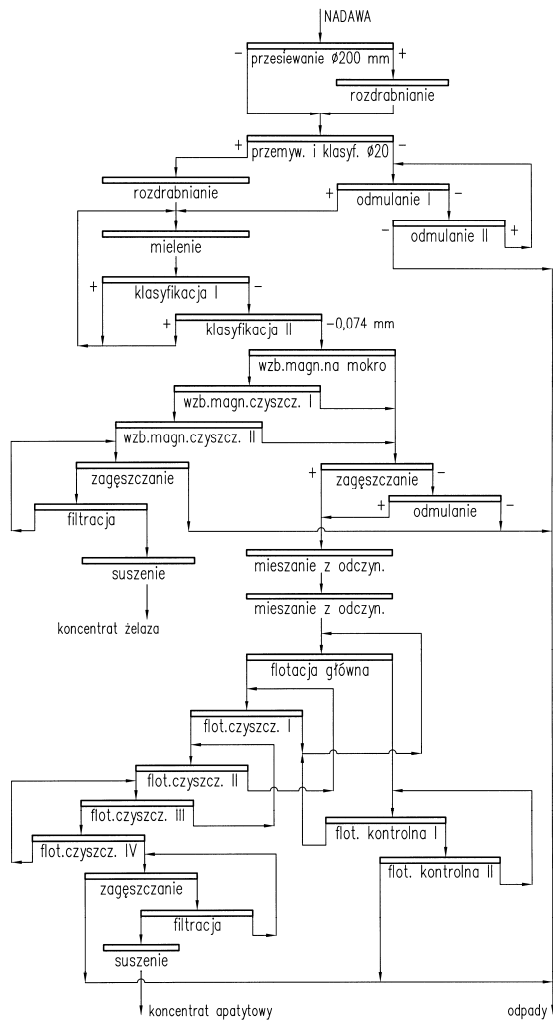 NADAWA
- +
przesiewanie ø200 mm
rozdrabnianie
+ -
przemyw. i klasyf. ø20
rozdrabnianie
+ -
odmulanie I
- +
odmulanie II
mielenie
+ -
klasyfikacja I
+ -0,074 mm
klasyfikacja II
wzb.magn.na mokro
wzb.magn.czyszcz. I
wzb.magn.czyszcz. II
zagęszczanie
+ -
zagęszczanie
filtracja
+ -
odmulanie
suszenie
mieszanie z odczyn.
mieszanie z odczyn.
koncentrat żelaza
flotacja główna
flot.czyszcz. I
flot.czyszcz. II
flot.czyszcz. III
flot. kontrolna I
flot.czyszcz. IV
flot. kontrolna II
zagęszczanie
filtracja
suszenie
koncentrat apatytowy
odpady